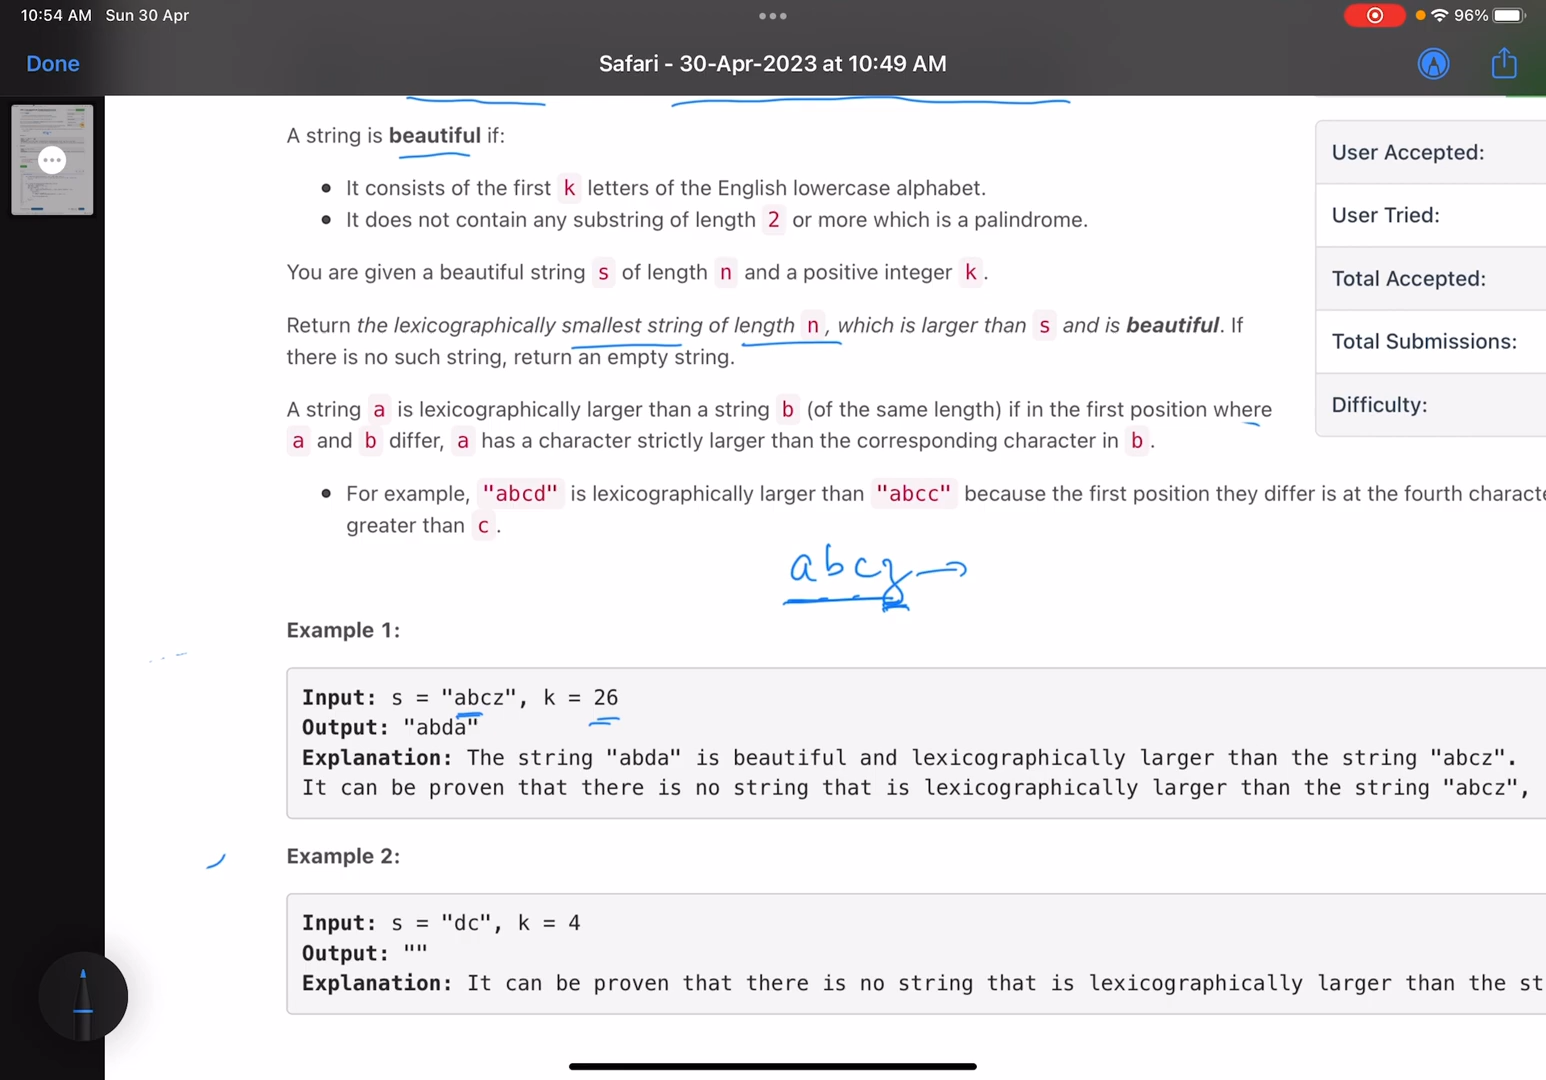 10:54 AM Sun 30 Apr
96%
Done
Safari - 30-Apr-2023 at 10:49 AM
A string is beautiful if:
• It consists of the first k letters of the English lowercase alphabet.
• It does not contain any substring of length 2 or more which is a palindrome.
You are given a beautiful string s of length n and a positive integer k.
Return the lexicographically smallest string of length n, which is larger than s and is beautiful. If
there is no such string, return an empty string.
A string a is lexicographically larger than a string b (of the same length) if in the first position where
a and b differ, a has a character strictly larger than the corresponding character in b.
• For example, "abcd" is lexicographically larger than "abcc" because the first position they differ is at the fourth
greater than c.
abcz
Example 1:
Input: s = "abcz", k = 26
Output: "abda"
Explanation: The string "abda" is beautiful and lexicographically larger than the string "abcz".
It can be proven that there is no string that is lexicographically larger than the string "abcz",
Example 2:
Input: s = "dc", k = 4
Output: ""
Explanation: It can be proven that there is no string that is lexicographically larger than the st
User Accepted:
User Tried:
Total Accepted:
Total Submissions:
Difficulty: